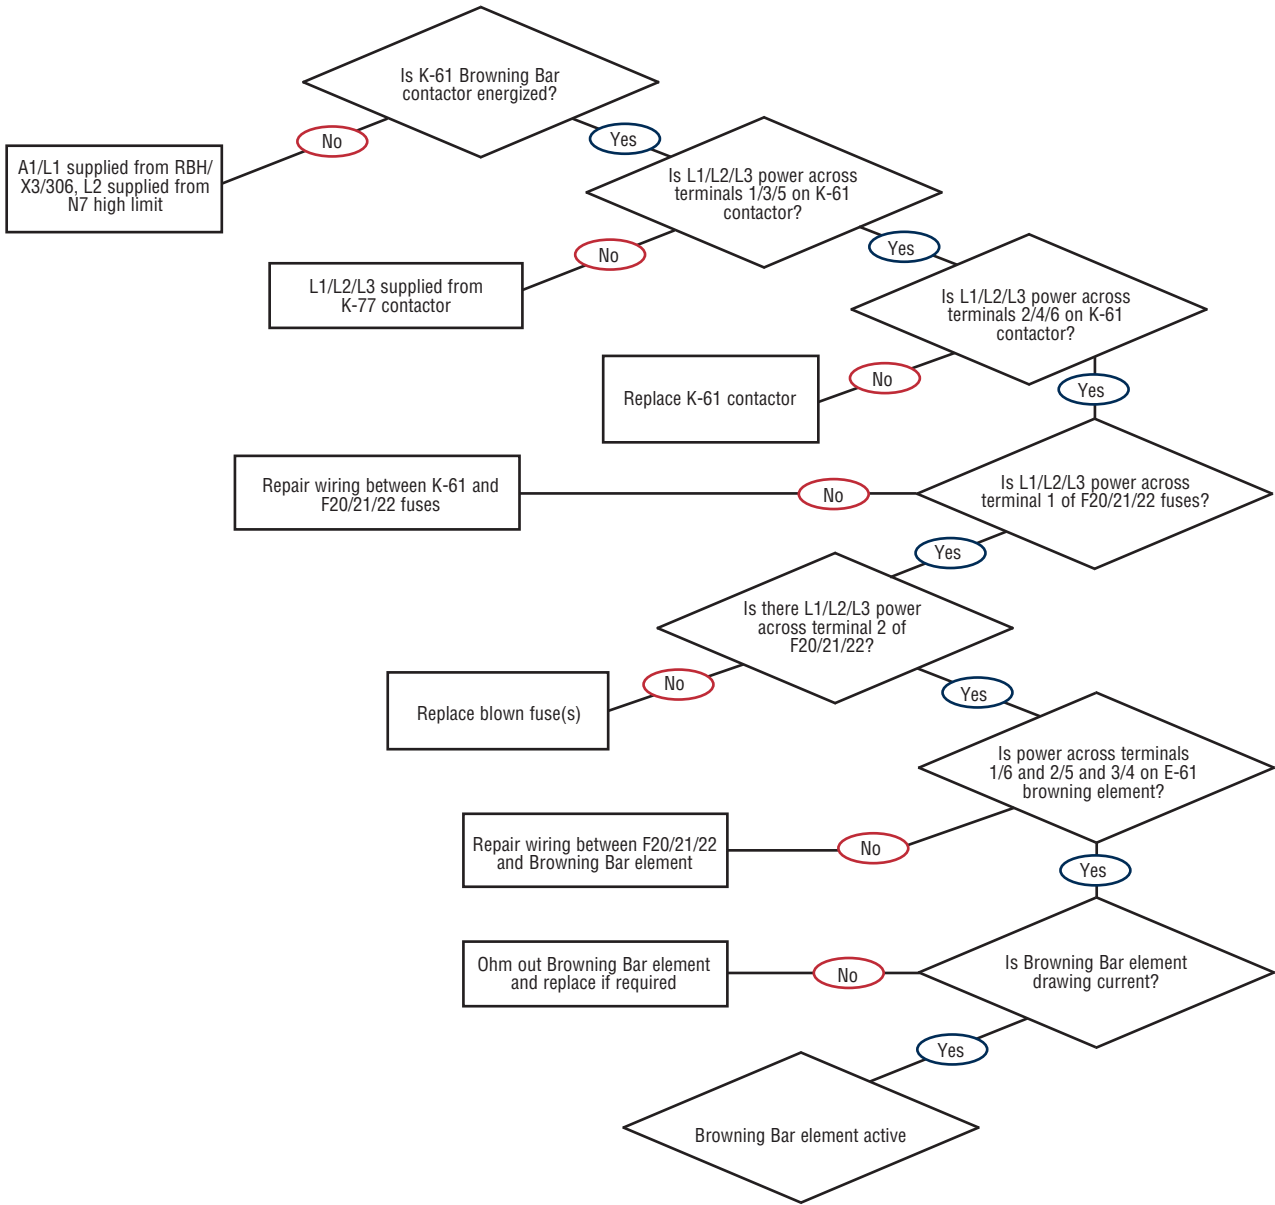 Is K-61 Browning Bar
contactor energized?
No
Yes
A1/L1 supplied from RBH/
X3/306, L2 supplied from
N7 high limit
Is L1/L2/L3 power across
terminals 1/3/5 on K-61
contactor?
No
Yes
L1/L2/L3 supplied from
K-77 contactor
Is L1/L2/L3 power across
terminals 2/4/6 on K-61
contactor?
No
Yes
Replace K-61 contactor
Is L1/L2/L3 power across
terminal 1 of F20/21/22 fuses?
No
Repair wiring between K-61 and
F20/21/22 fuses
Yes
Is there L1/L2/L3 power
across terminal 2 of
F20/21/22?
No
Yes
Replace blown fuse(s)
Is power across terminals
1/6 and 2/5 and 3/4 on E-61
browning element?
No
Repair wiring between F20/21/22
and Browning Bar element
Yes
Is Browning Bar element
drawing current?
No
Ohm out Browning Bar element
and replace if required
Yes
Browning Bar element active